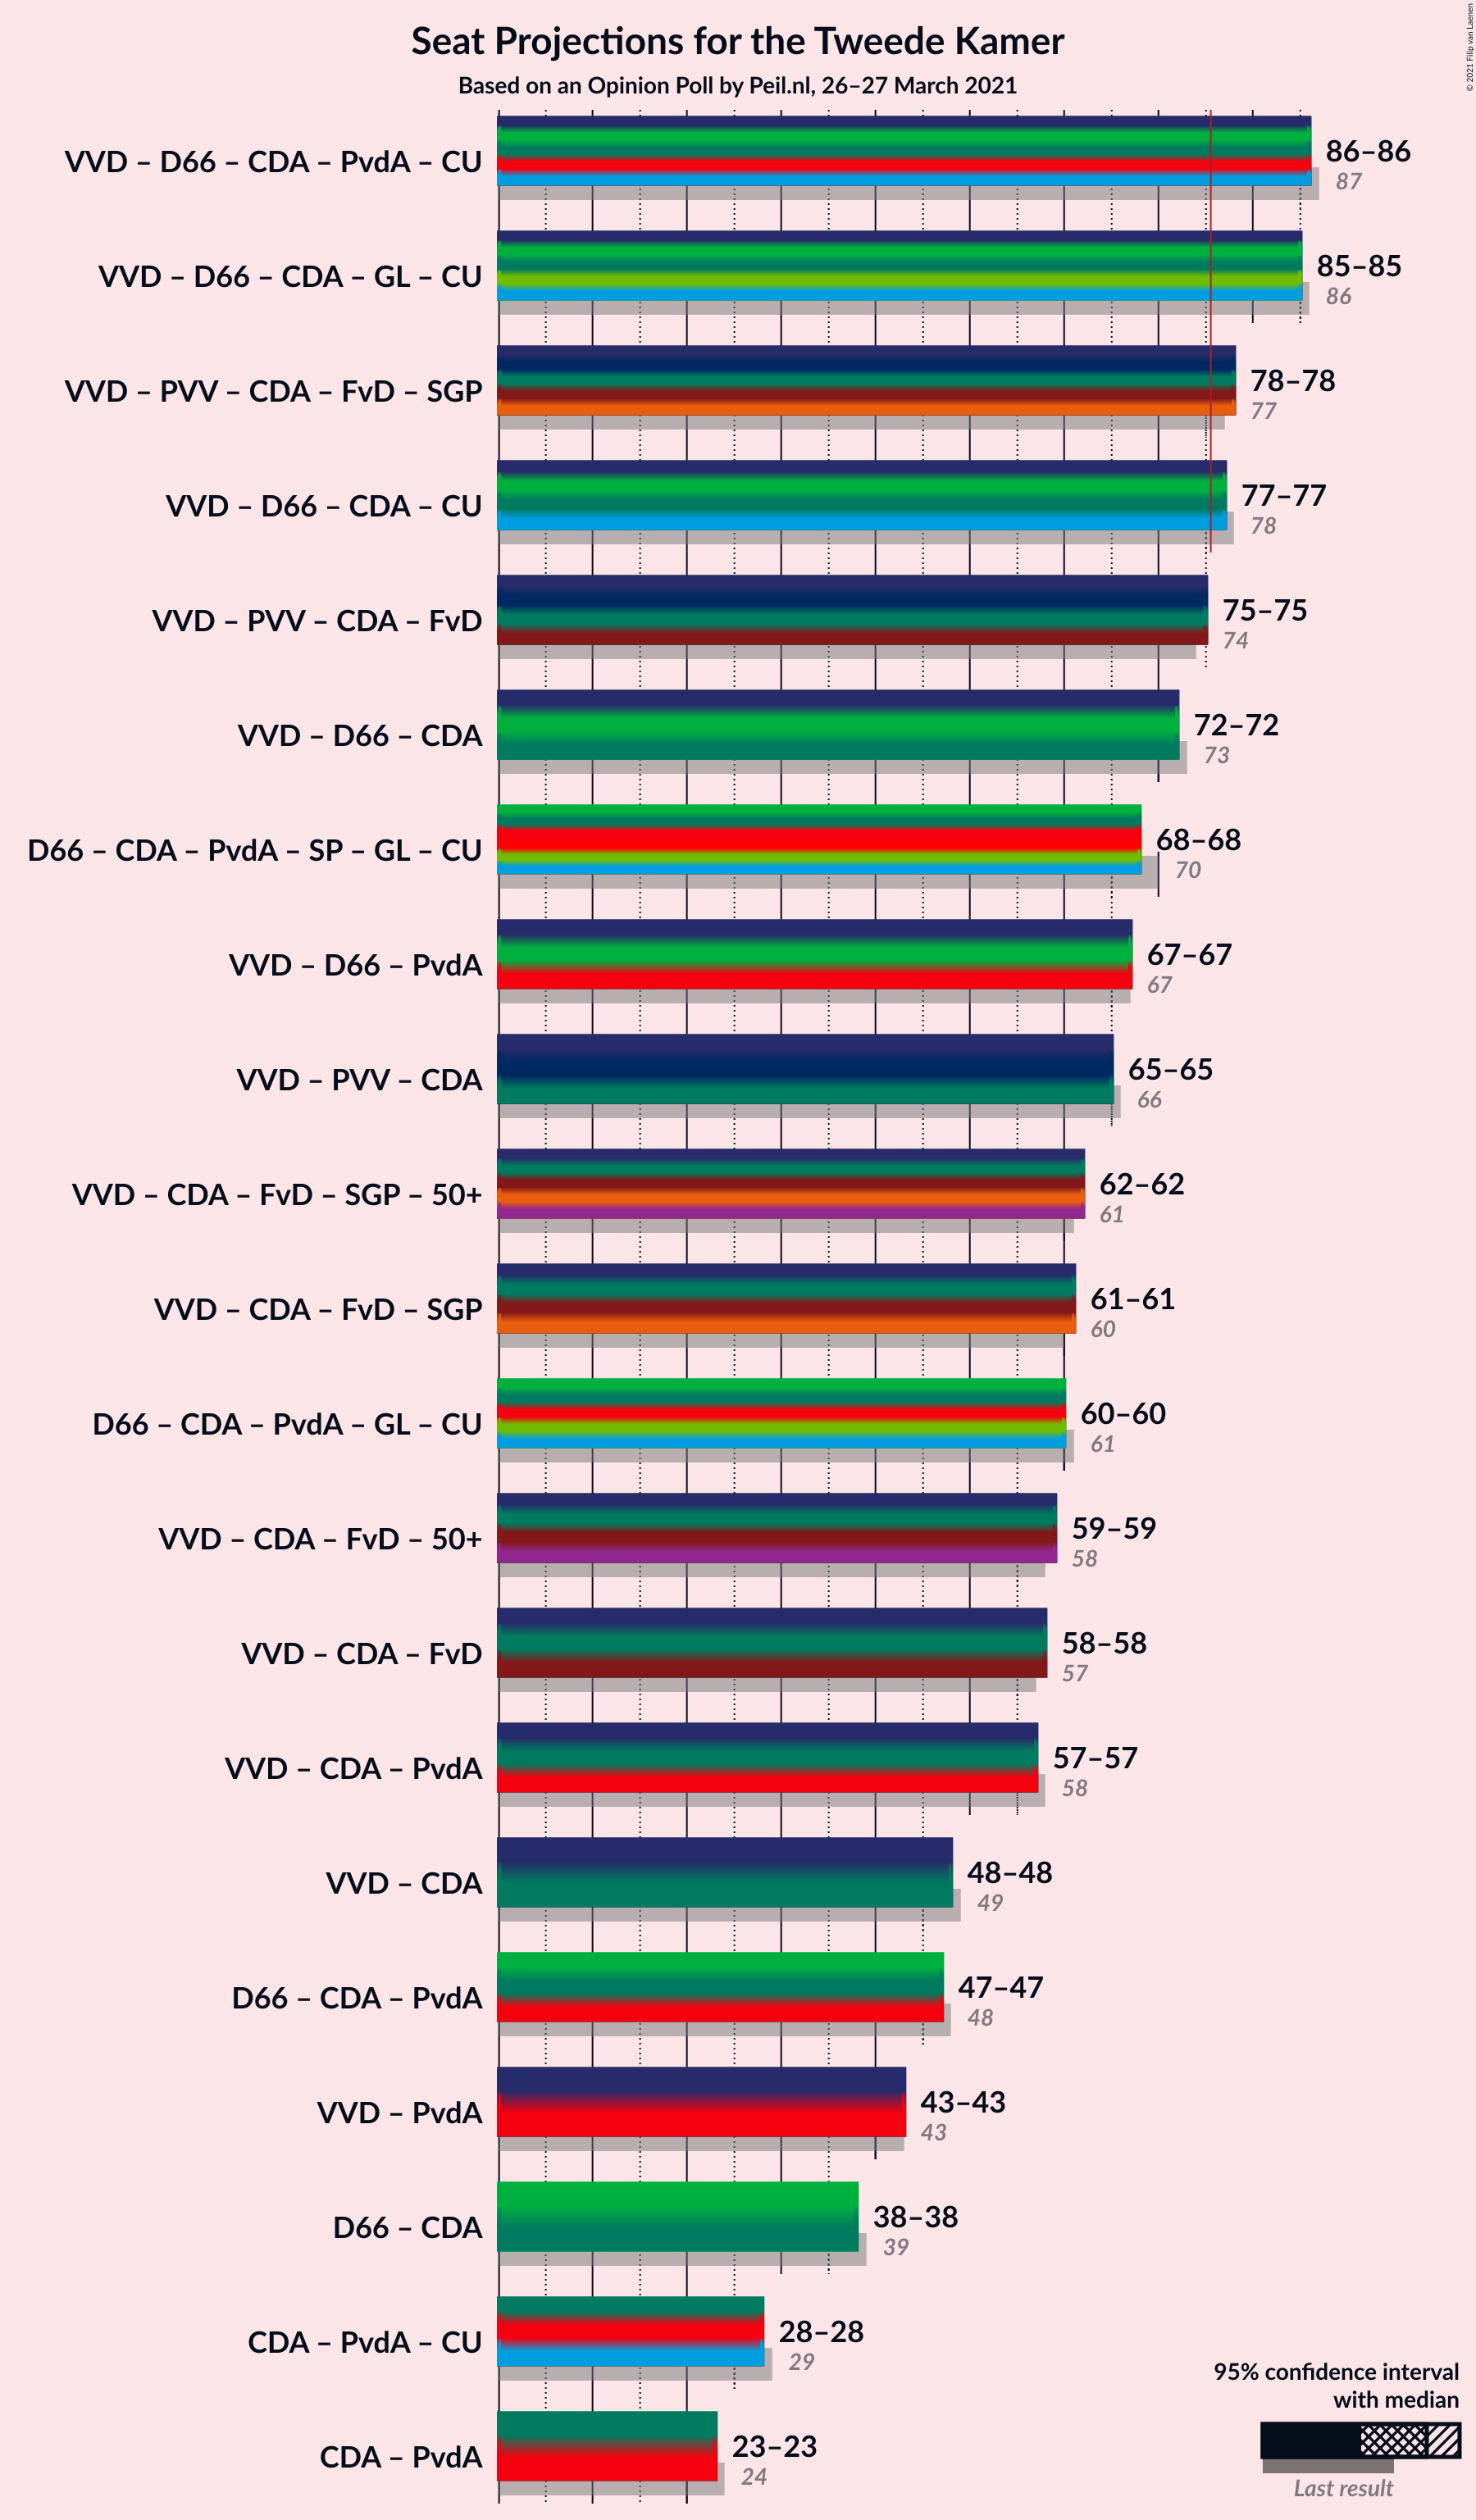 © 2021 Filip van Laenen
Seat Projections for the Tweede Kamer
Based on an Opinion Poll by Peil.nl, 26–27 March 2021
VVD – D66 – CDA – PvdA – CU
86–86
87
VVD – D66 – CDA – GL – CU
85–85
86
VVD – PVV – CDA – FvD – SGP
78–78
77
VVD – D66 – CDA – CU
77–77
78
VVD – PVV – CDA – FvD
75–75
74
VVD – D66 – CDA
72–72
73
D66 – CDA – PvdA – SP – GL – CU
68–68
70
VVD – D66 – PvdA
67–67
67
VVD – PVV – CDA
65–65
66
VVD – CDA – FvD – SGP – 50+
62–62
61
VVD – CDA – FvD – SGP
61–61
60
D66 – CDA – PvdA – GL – CU
60–60
61
VVD – CDA – FvD – 50+
59–59
58
VVD – CDA – FvD
58–58
57
VVD – CDA – PvdA
57–57
58
VVD – CDA
48–48
49
D66 – CDA – PvdA
47–47
48
VVD – PvdA
43–43
43
D66 – CDA
38–38
39
CDA – PvdA – CU
28–28
29
CDA – PvdA
23–23
24
95% confidence interval
with median
Last result